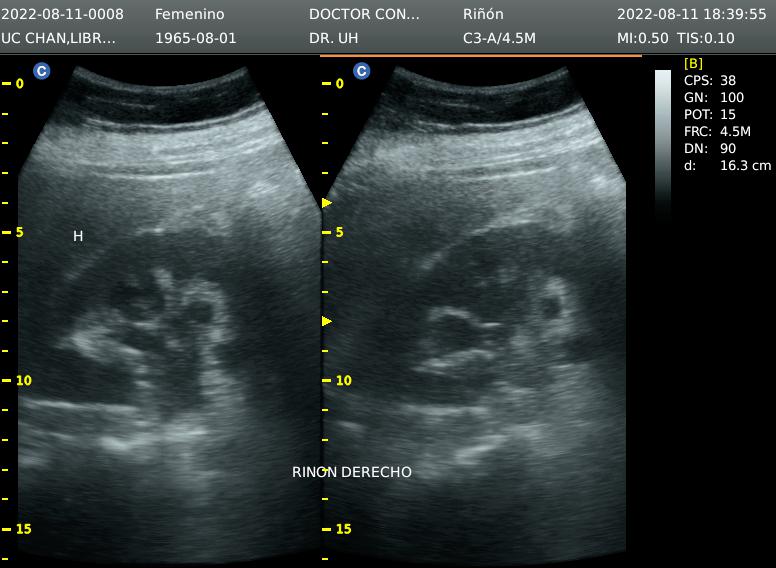 2022-08-11-0008 Femenino DOCTOR CON... Riñón 2022-08-11 18:39:55
UC CHAN,LIBR... 1965-08-01 DR. UH C3-A/4.5M MI:0.50 TIS:0.10
C C [B]
0 0 CPS: 38
GN: 100
POT: 15
FRC: 4.5M
DN: 90
d: 16.3 cm
5 5
H
10 10
RINON DERECHO
15 15